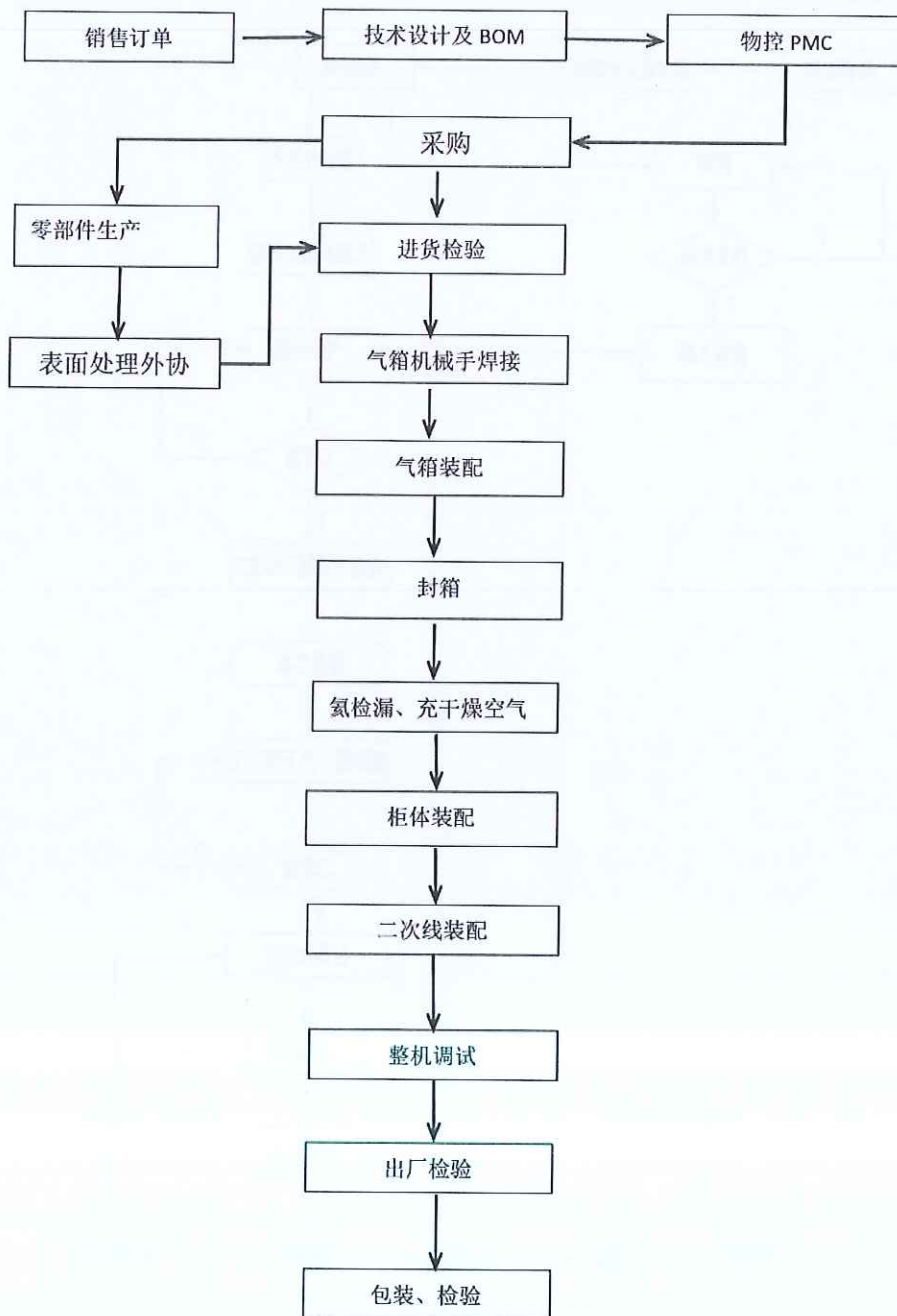 销售订单
技术设计及 BOM
物控 PMC
采购
零部件生产
进货检验
表面处理外协
气箱机械手焊接
气箱装配
封箱
氦检漏、充干燥空气
柜体装配
二次线装配
整机调试
出厂检验
包装、检验